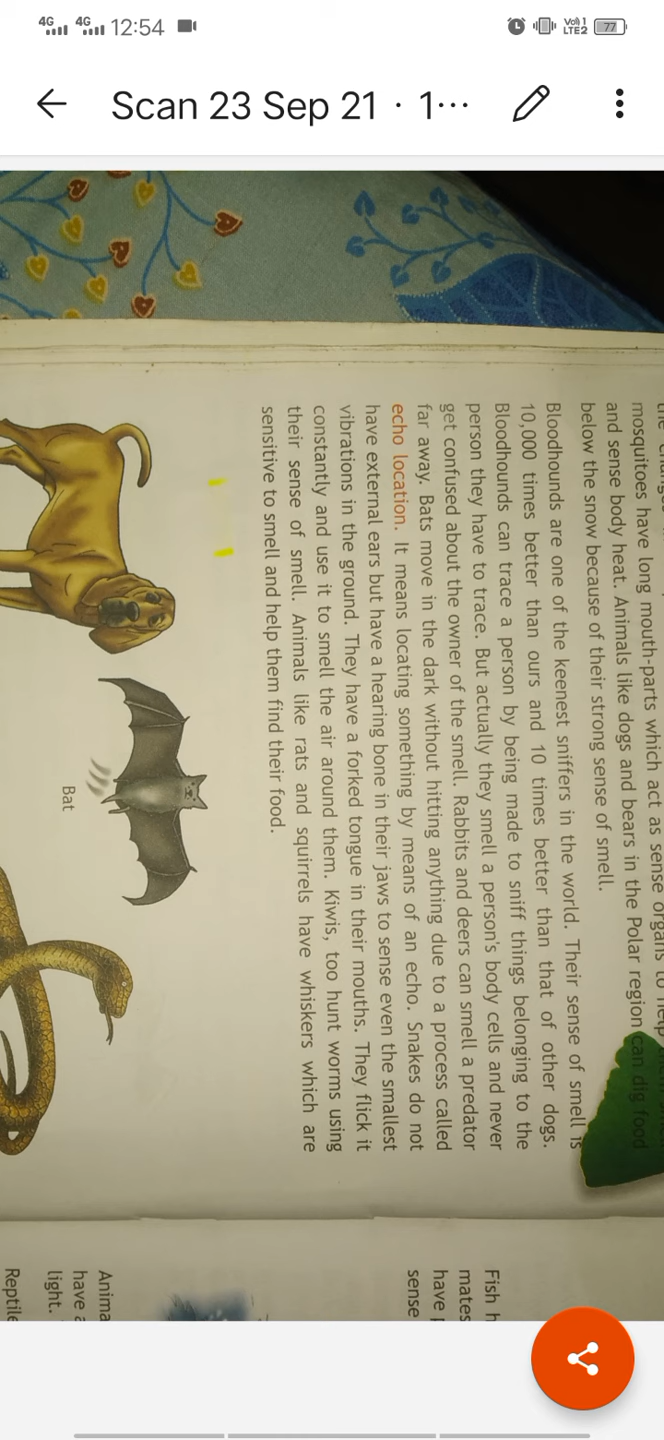 4G 4G 12:54
Vo) 1
LTE2
77
Scan 23 Sep 21 · 1...
mosquitoes have long mouth-parts which act as sense organs to help
and sense body heat. Animals like dogs and bears in the Polar region can dig food
below the snow because of their strong sense of smell.
Bloodhounds are one of the keenest sniffers in the world. Their sense of smell is
10,000 times better than ours and 10 times better than that of other dogs.
Bloodhounds can trace a person by being made to sniff things belonging to the
person they have to trace. But actually they smell a person's body cells and never
get confused about the owner of the smell. Rabbits and deers can smell a predator
far away. Bats move in the dark without hitting anything due to a process called
echo location. It means locating something by means of an echo. Snakes do not
have external ears but have a hearing bone in their jaws to sense even the smallest
vibrations in the ground. They have a forked tongue in their mouths. They flick it
constantly and use it to smell the air around them. Kiwis, too hunt worms using
their sense of smell. Animals like rats and squirrels have whiskers which are
sensitive to smell and help them find their food.
Bat
Fish
mates
have
sense
Anima
have a
light.
Reptile